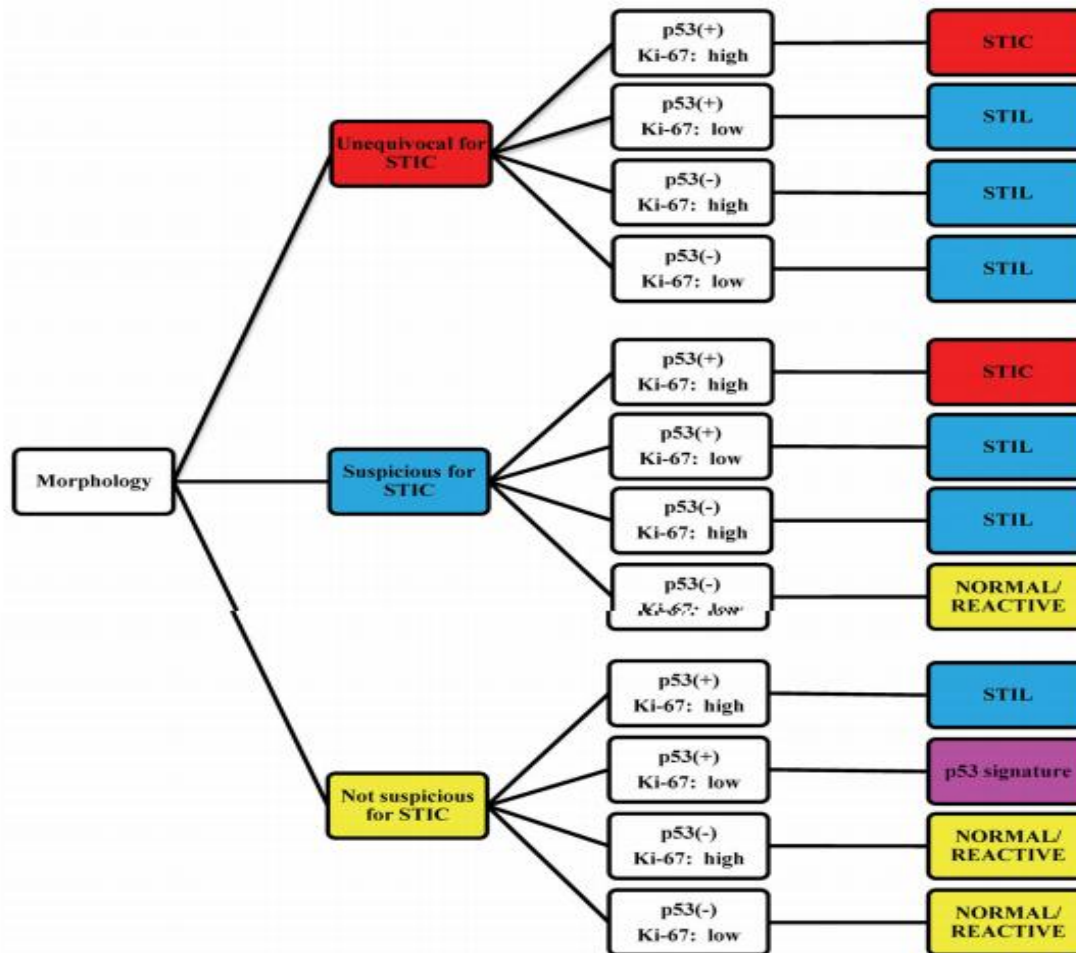 Morphology
Unequivocal for
STIC
p53(+)
Ki-67: high
STIC
p53(+)
Ki-67: low
STIL
p53(-)
Ki-67: high
STIL
p53(-)
Ki-67: low
STIL
Suspicious for
STIC
p53(+)
Ki-67: high
STIC
p53(+)
Ki-67: low
STIL
p53(-)
Ki-67: high
STIL
p53(-)
Ki-67: low
NORMAL/
REACTIVE
Not suspicious
for STIC
p53(+)
Ki-67: high
STIL
p53(+)
Ki-67: low
p53 signature
p53(-)
Ki-67: high
NORMAL/
REACTIVE
p53(-)
Ki-67: low
NORMAL/
REACTIVE